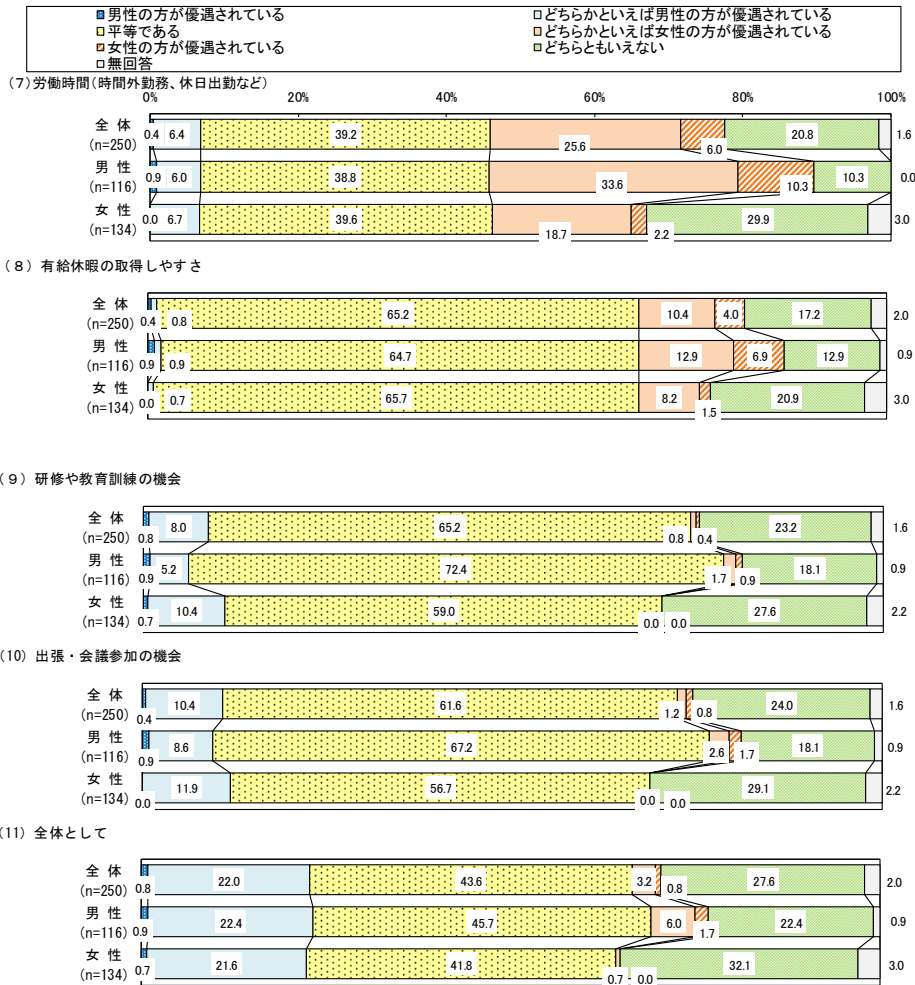 男性の方が優遇されている どちらかといえば男性の方が優遇されている
平等である どちらかといえば女性の方が優遇されている
女性の方が優遇されている どちらともいえない
無回答
(7)労働時間(時間外勤務、休日出勤など)
0% 20% 40% 60% 80% 100%
全 体
(n=250) 0.4 6.4 39.2 25.6 6.0 20.8 1.6
男 性
(n=116) 0.9 6.0 38.8 33.6 10.3 10.3 0.0
女 性
(n=134) 0.0 6.7 39.6 18.7 2.2 29.9 3.0
(8)有給休暇の取得しやすさ
全 体
(n=250) 0.4 0.8 65.2 10.4 4.0 17.2 2.0
男 性
(n=116) 0.9 0.9 64.7 12.9 6.9 12.9 0.9
女 性
(n=134) 0.0 0.7 65.7 8.2 1.5 20.9 3.0
(9)研修や教育訓練の機会
全 体
(n=250) 0.8 8.0 65.2 0.8 0.4 23.2 1.6
男 性
(n=116) 0.9 5.2 72.4 1.7 0.9 18.1 0.9
女 性
(n=134) 0.7 10.4 59.0 0.0 0.0 27.6 2.2
(10)出張・会議参加の機会
全 体
(n=250) 0.4 10.4 61.6 1.2 0.8 24.0 1.6
男 性
(n=116) 0.9 8.6 67.2 2.6 1.7 18.1 0.9
女 性
(n=134) 0.0 11.9 56.7 0.0 0.0 29.1 2.2
(11)全体として
全 体
(n=250) 0.8 22.0 43.6 3.2 0.8 27.6 2.0
男 性
(n=116) 0.9 22.4 45.7 6.0 1.7 22.4 0.9
女 性
(n=134) 0.7 21.6 41.8 0.7 0.0 32.1 3.0